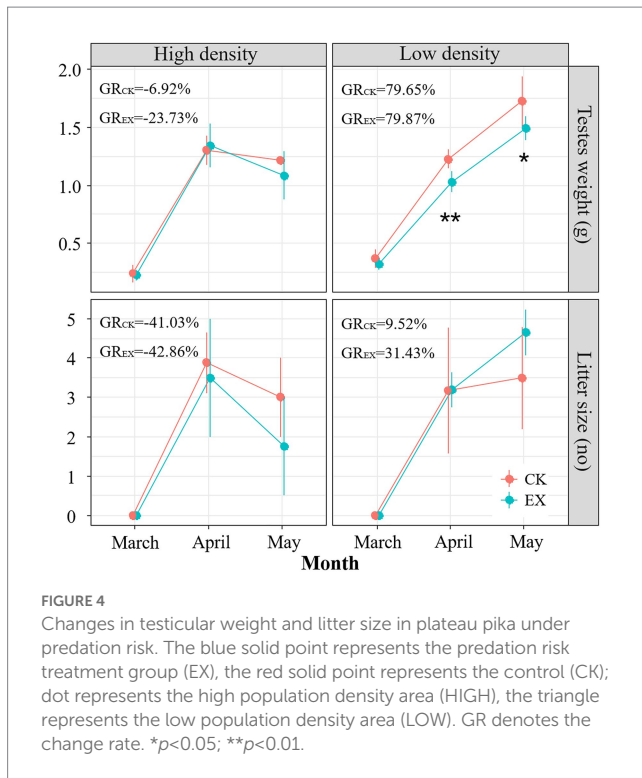 High density
Low density
2.0
1.5
1.0
0.5
GRCK=-6.92%
GREX=-23.73%
GRCK=79.65%
GREX=79.87%
**
*
Testes weight (g)
5
4
3
2
1
0
GRCK=-41.03%
GREX=-42.86%
GRCK=9.52%
GREX=31.43%
CK
EX
Litter size (no)
March April May
March April May
Month
FIGURE 4
Changes in testicular weight and litter size in plateau pika under
predation risk. The blue solid point represents the predation risk
treatment group (EX), the red solid point represents the control (CK);
dot represents the high population density area (HIGH), the triangle
represents the low population density area (LOW). GR denotes the
change rate. *p<0.05; **p<0.01.